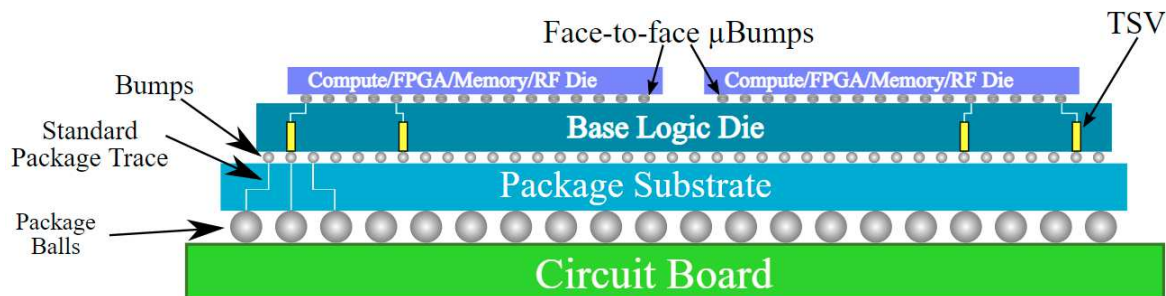 Face-to-face µBumps
TSV
Compute/FPGA/Memory/RF Die
Compute/FPGA/Memory/RF Die
Bumps
Base Logic Die
Standard
Package Trace
Package Substrate
Package
Balls
Circuit Board